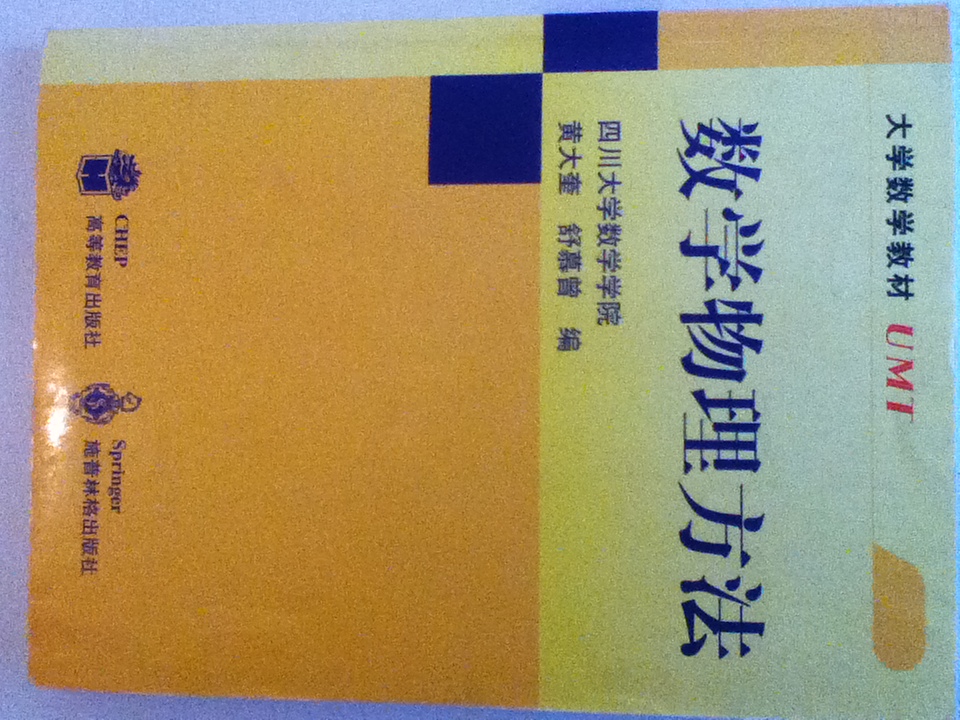 大学数学教材 UMT
数学物理方法
四川大学数学学院
黄大奎 舒慕曾 编
CHEP
高等教育出版社
Springer
施普林格出版社